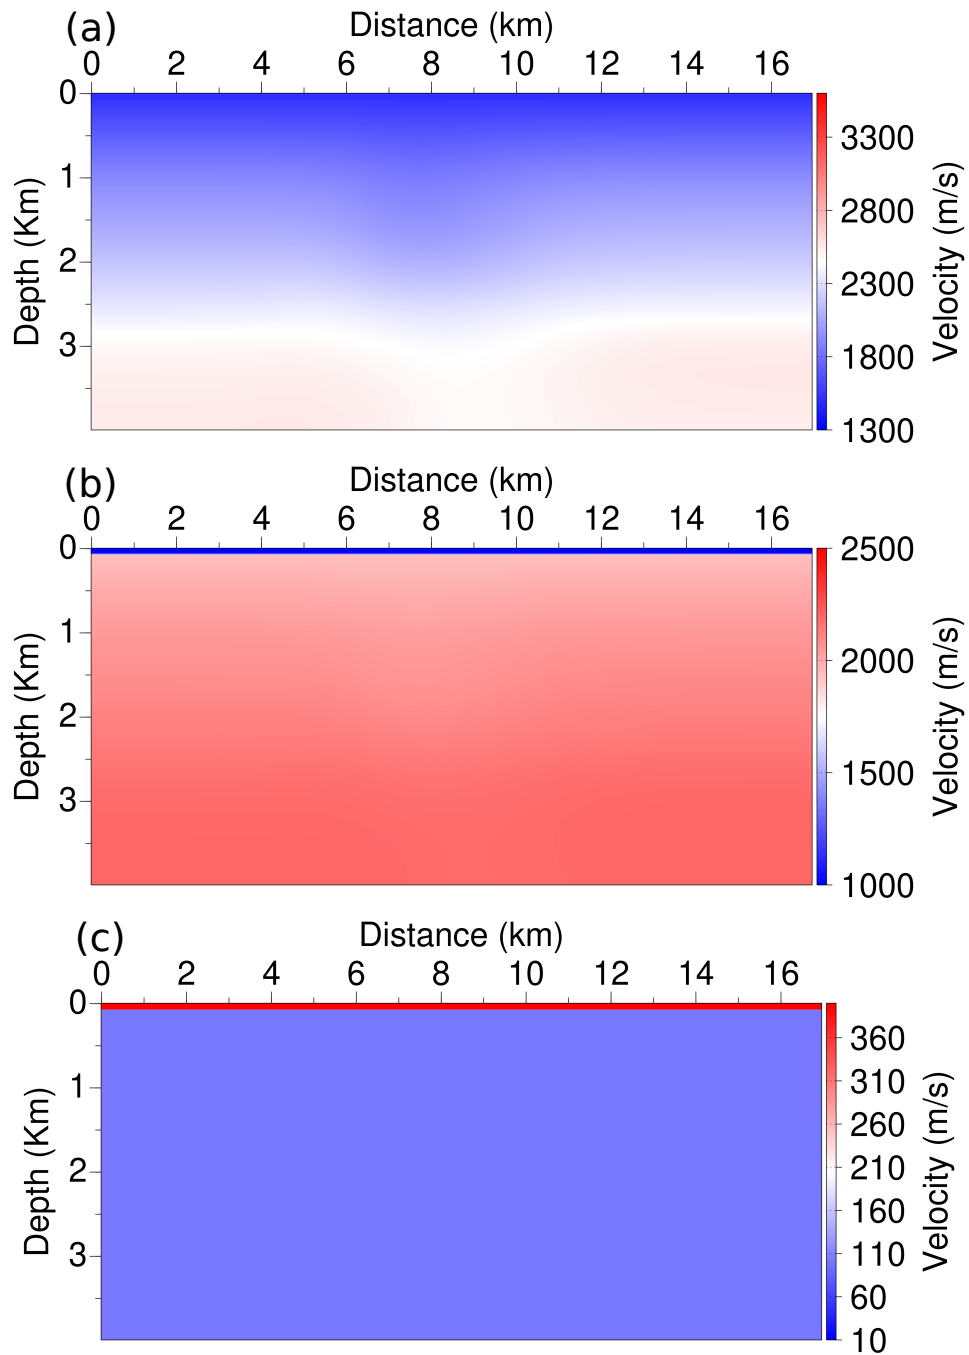 (a)
Distance (km)
0 2 4 6 8 10 12 14 16
0
1
2
3
Depth (Km)
3300
2800
2300
1800
1300
Velocity (m/s)
(b)
Distance (km)
0 2 4 6 8 10 12 14 16
0
1
2
3
Depth (Km)
2500
2000
1500
1000
Velocity (m/s)
(c)
Distance (km)
0 2 4 6 8 10 12 14 16
0
1
2
3
Depth (Km)
360
310
260
210
160
110
60
10
Velocity (m/s)